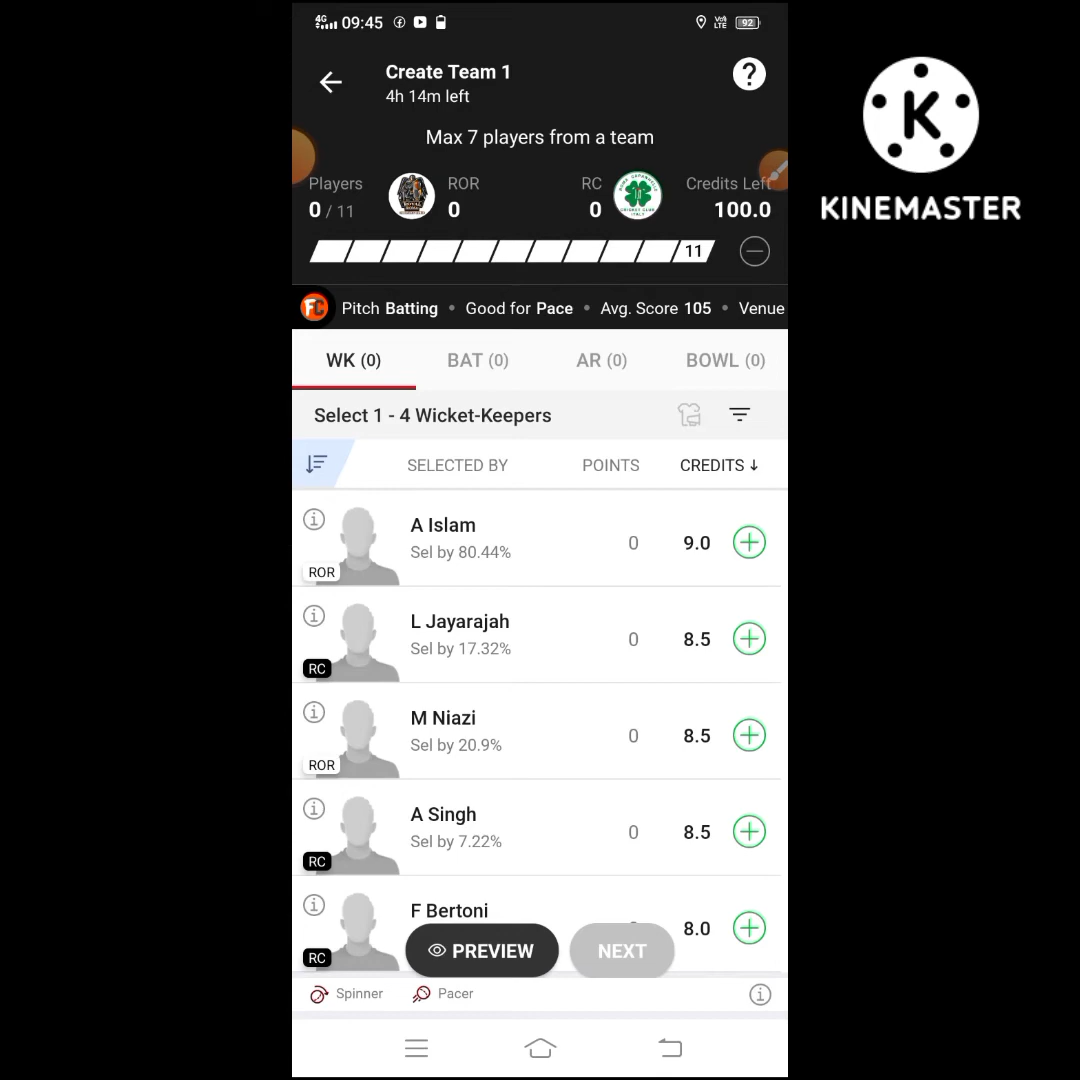 4G 09:45 VoI LTE 92
Create Team 1
4h 14m left
?
Max 7 players from a team
Players ROR RC Credits Left
0 / 11 0 0 100.0
11
FC Pitch Batting • Good for Pace • Avg. Score 105 • Venue
WK (0) BAT (0) AR (0) BOWL (0)
Select 1 - 4 Wicket-Keepers
SELECTED BY POINTS CREDITS ↓
A Islam
Sel by 80.44% 0 9.0
ROR
L Jayarajah
Sel by 17.32% 0 8.5
RC
M Niazi
Sel by 20.9% 0 8.5
ROR
A Singh
Sel by 7.22% 0 8.5
RC
F Bertoni
8.0
RC
PREVIEW NEXT
Spinner Pacer
K
KINEMASTER